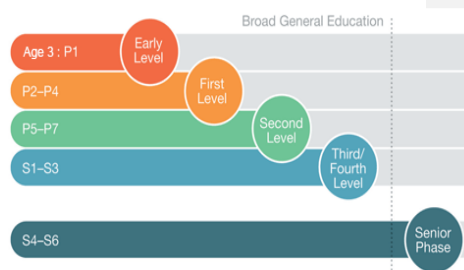 Broad General Education
Age 3 : P1
Early
Level
P2–P4
First
Level
P5–P7
Second
Level
S1–S3
Third/
Fourth
Level
S4–S6
Senior
Phase